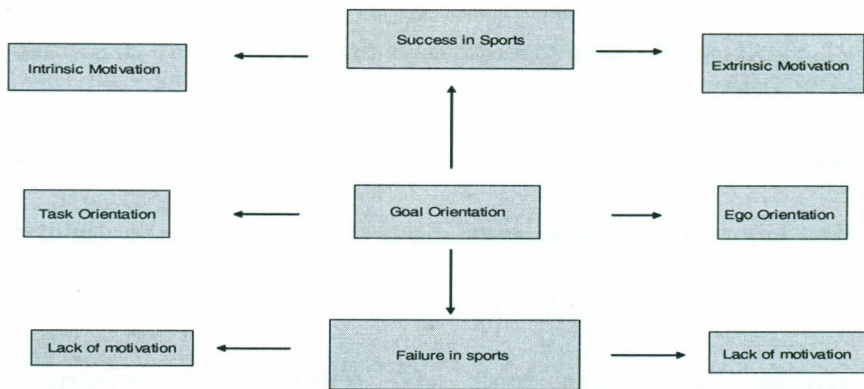 Success in Sports
Intrinsic Motivation
Extrinsic Motivation
Task Orientation
Goal Orientation
Ego Orientation
Lack of motivation
Failure in sports
Lack of motivation